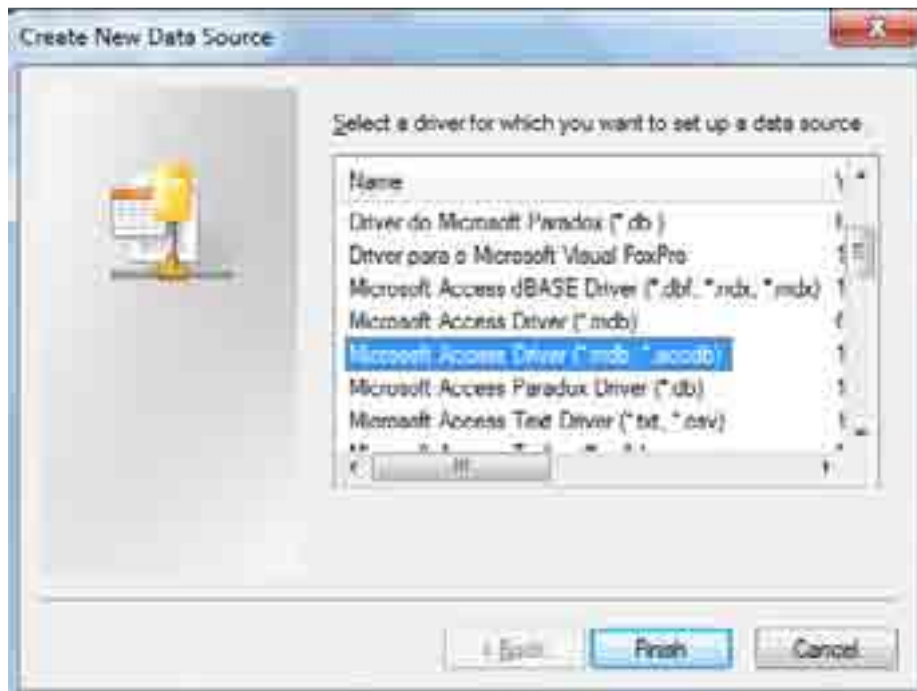 Create New Data Source
Select a driver for which you want to set up a data source
Name
Driver do Microsoft Paradox (*.db )
Driver para o Microsoft Visual FoxPro
Microsoft Access dBASE Driver (*.dbf, *.ndx, *.mdx)
Microsoft Access Driver (*.mdb)
Microsoft Access Driver (*.mdb, *.accdb)
Microsoft Access Paradox Driver (*.db)
Microsoft Access Text Driver (*.txt, *.csv)
< Back
Finish
Cancel